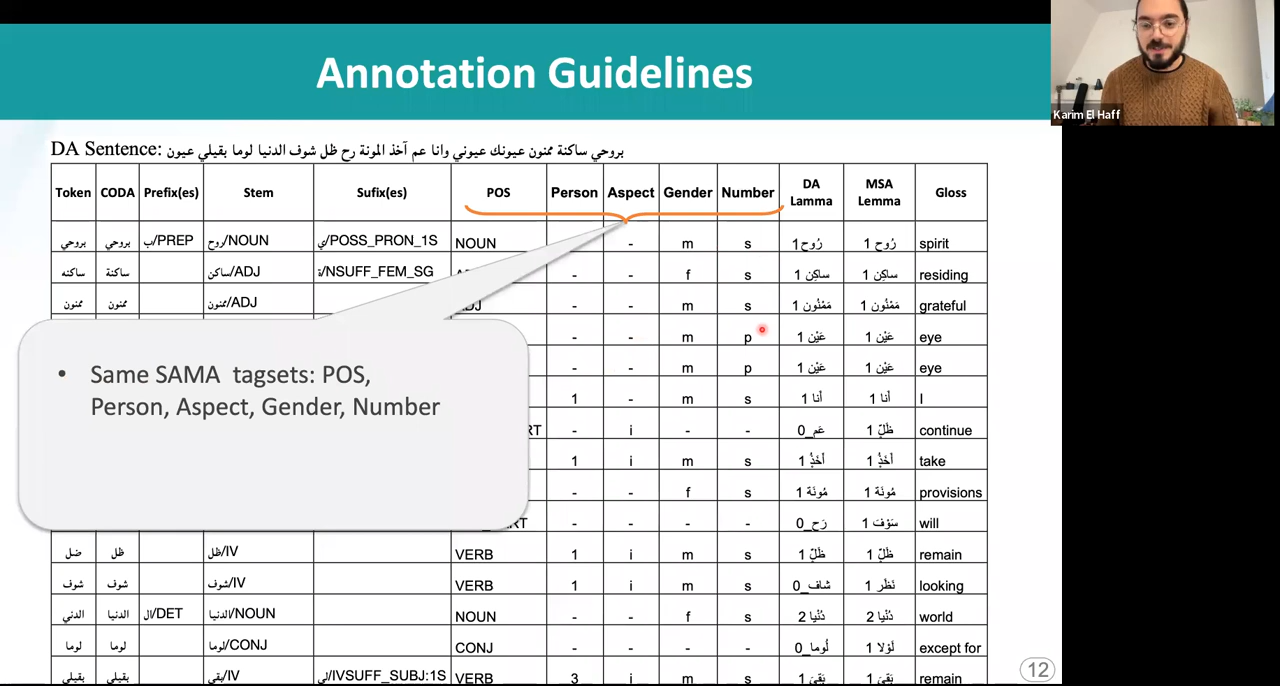 Annotation Guidelines
Karim El Haff
DA Sentence: بروحي ساكنة ممنون عيونك عيوني وانا عم آخذ المونة رح ظل شوف الدنيا لوما بقيلي عيون
Token CODA Prefix(es) Stem Sufix(es) POS Person Aspect Gender Number DA Lamma MSA Lemma Gloss
بروحي بروحي ب/PREP روح/NOUN ي/POSS_PRON_1S NOUN - m s رُوح 1 رُوح 1 spirit
ساكنه ساكنة ساكن/ADJ ة/NSUFF_FEM_SG - - f s ساكِن 1 ساكِن 1 residing
ممنون ممنون ممنون/ADJ ADJ - - m s مَمْنُون 1 مَمْنُون 1 grateful
- - m p عَيْن 1 عَيْن 1 eye
- - m p عَيْن 1 عَيْن 1 eye
1 - m s أنا 1 أنا 1 I
RT - i - - عَم_0 ظَلّ 1 continue
1 i m s أَخَذ 1 أَخَذ 1 take
- - f s مُونَة 1 مُونَة 1 provisions
RT - - - - رَح_0 سَوْفَ 1 will
ضل ظل ظل/IV VERB 1 i m s ظَلّ 1 ظَلّ 1 remain
شوف شوف شوف/IV VERB 1 i m s شاف_0 نَظَر 1 looking
الدني الدنيا ال/DET الدنيا/NOUN NOUN - - f s دُنْيا 2 دُنْيا 2 world
لوما لوما لوما/CONJ CONJ - - - - لُوما_0 لَوْلا 1 except for
بقيلي بقيلي بقي/IV لي/IVSUFF_SUBJ:1S VERB 3 i m s بَقِيَ 1 بَقِيَ 1 remain
• Same SAMA tagsets: POS,
Person, Aspect, Gender, Number
12